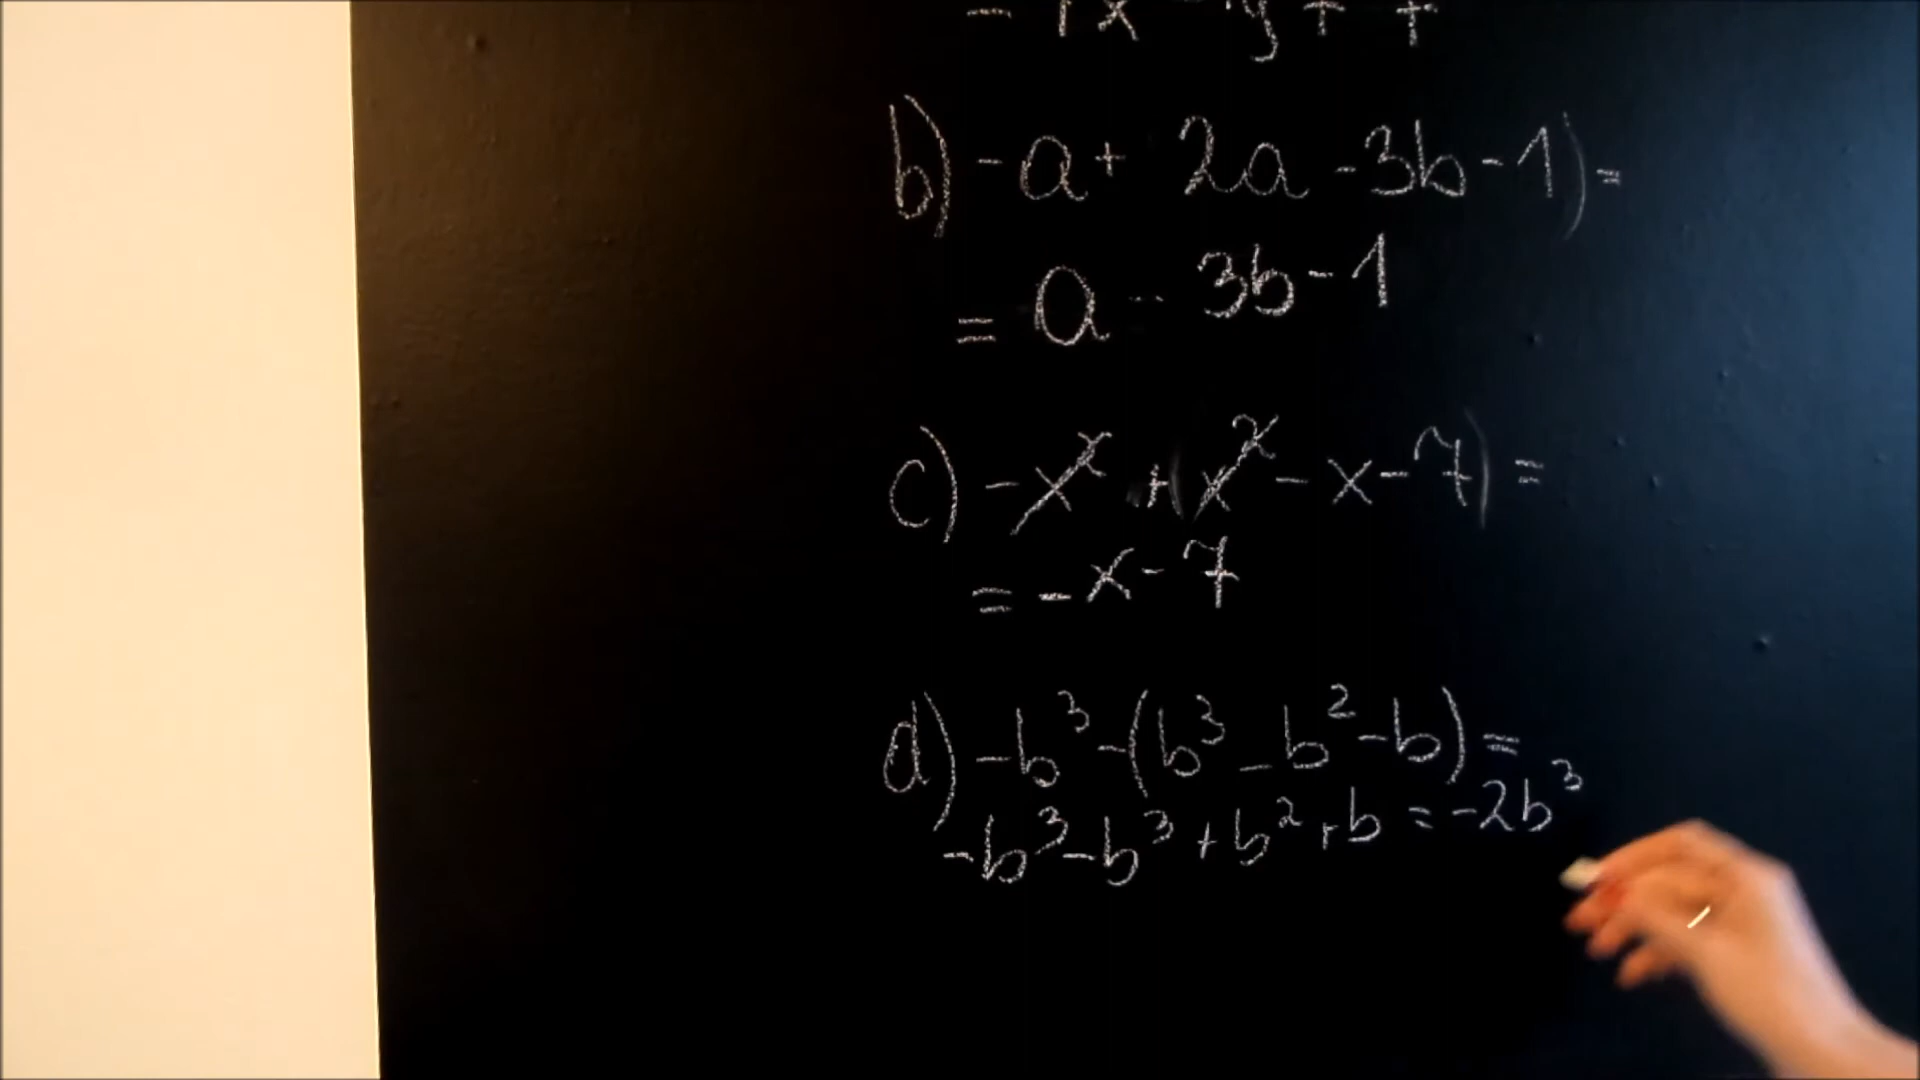 b) -a+ 2a -3b-1) =
= a - 3b-1
c) -x² +(x² - x - 7) =
= -x-7
d) -b³ -(b³ - b² - b) =
-b³ - b³ + b² + b = -2b³